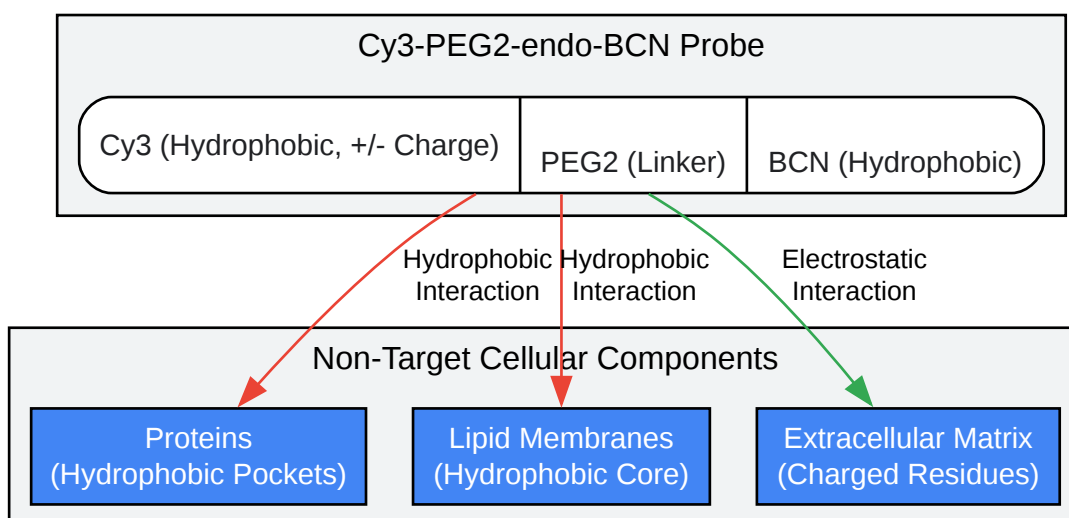 Cy3-PEG2-endo-BCN Probe
Cy3 (Hydrophobic, +/- Charge)
PEG2 (Linker)
BCN (Hydrophobic)
Hydrophobic
Interaction
Hydrophobic
Interaction
Electrostatic
Interaction
Non-Target Cellular Components
Proteins
(Hydrophobic Pockets)
Lipid Membranes
(Hydrophobic Core)
Extracellular Matrix
(Charged Residues)